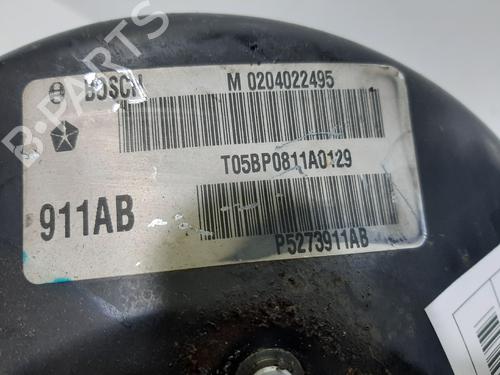 B-PARTS
BOSCH M 0204022495
T05BP0811A0129
911AB
P5273911AB